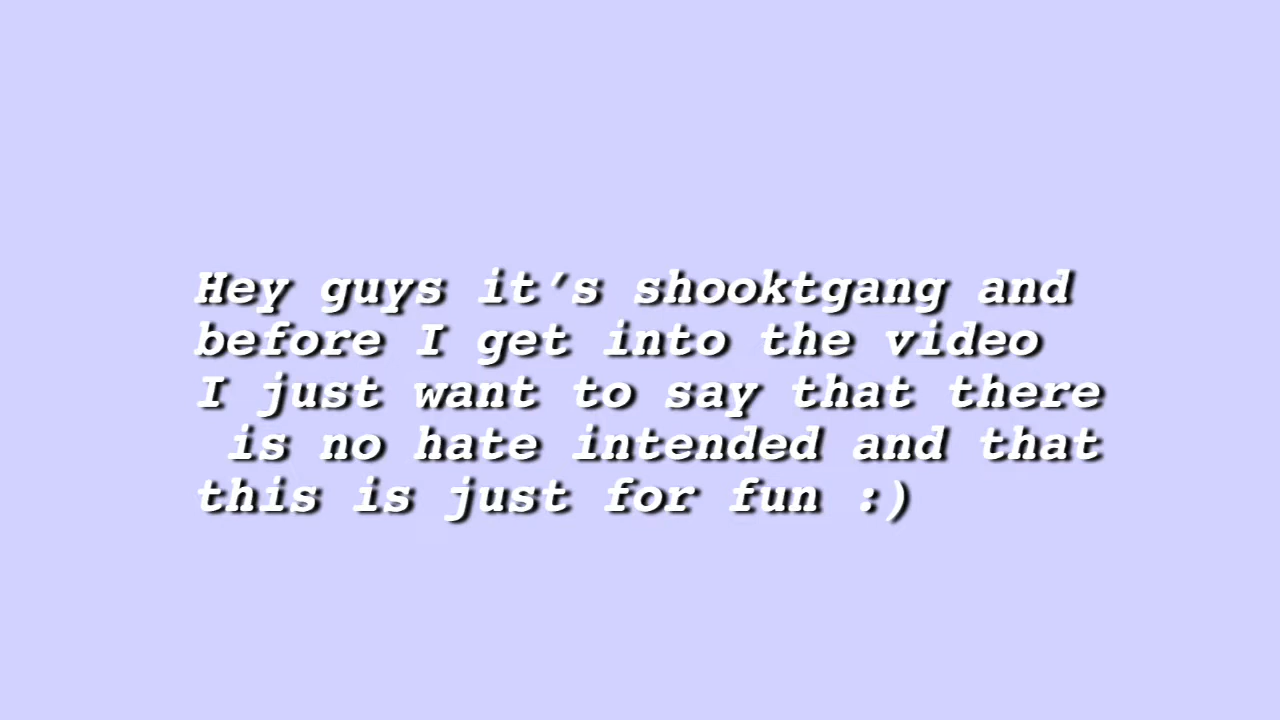 Hey guys it’s shooktgang and
before I get into the video
I just want to say that there
is no hate intended and that
this is just for fun :)